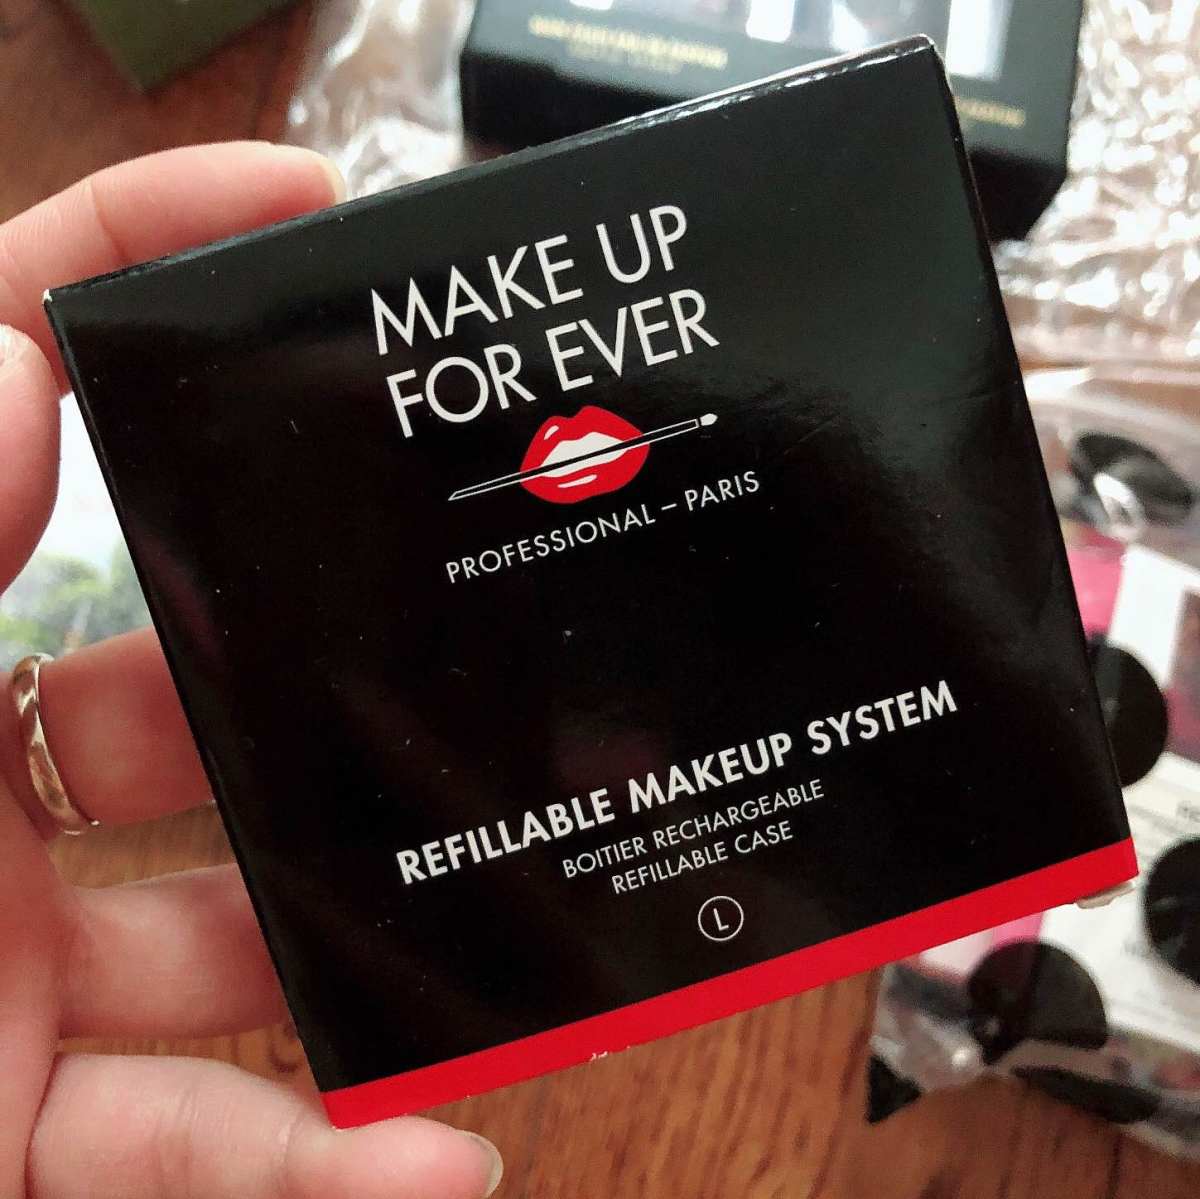 MAKE UP
FOR EVER
PROFESSIONAL – PARIS
REFILLABLE MAKEUP SYSTEM
BOITIER RECHARGEABLE
REFILLABLE CASE
L